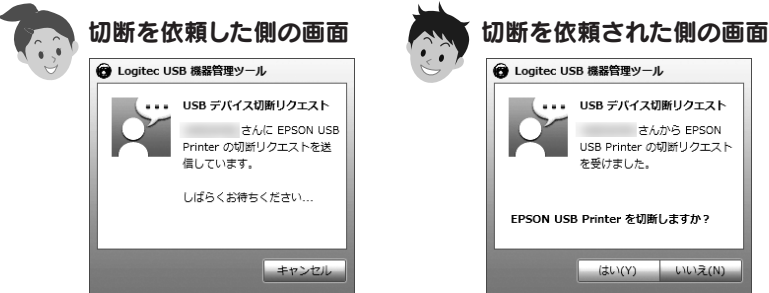 切断を依頼した側の画面
Logitec USB 機器管理ツール
USB デバイス切断リクエスト
さんに EPSON USB
Printer の切断リクエストを送
信しています。
しばらくお待ちください...
キャンセル
切断を依頼された側の画面
Logitec USB 機器管理ツール
USB デバイス切断リクエスト
さんから EPSON
USB Printer の切断リクエスト
を受けました。
EPSON USB Printer を切断しますか？
はい(Y)
いいえ(N)